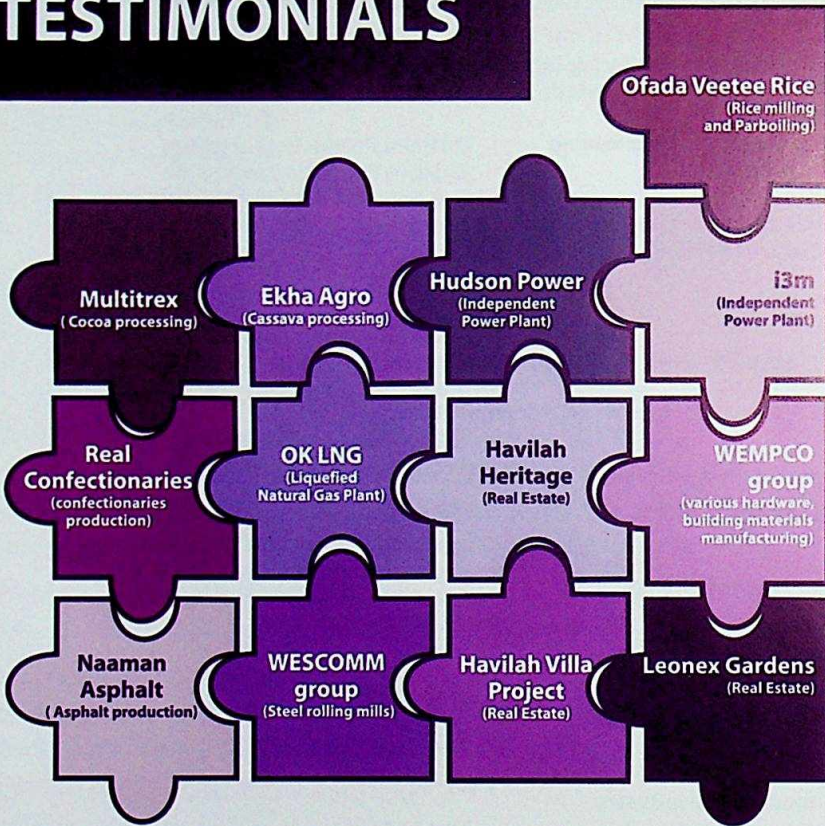 TESTIMONIALS
Ofada Veetee Rice
(Rice milling
and Parboiling)
Multitrex
( Cocoa processing)
Ekha Agro
(Cassava processing)
Hudson Power
(Independent
Power Plant)
i3m
(Independent
Power Plant)
Real
Confectionaries
(confectionaries
production)
OK LNG
(Liquefied
Natural Gas Plant)
Havilah
Heritage
(Real Estate)
WEMPCO
group
(various hardware,
building materials
manufacturing)
Naaman
Asphalt
( Asphalt production)
WESCOMM
group
(Steel rolling mills)
Havilah Villa
Project
(Real Estate)
Leonex Gardens
(Real Estate)